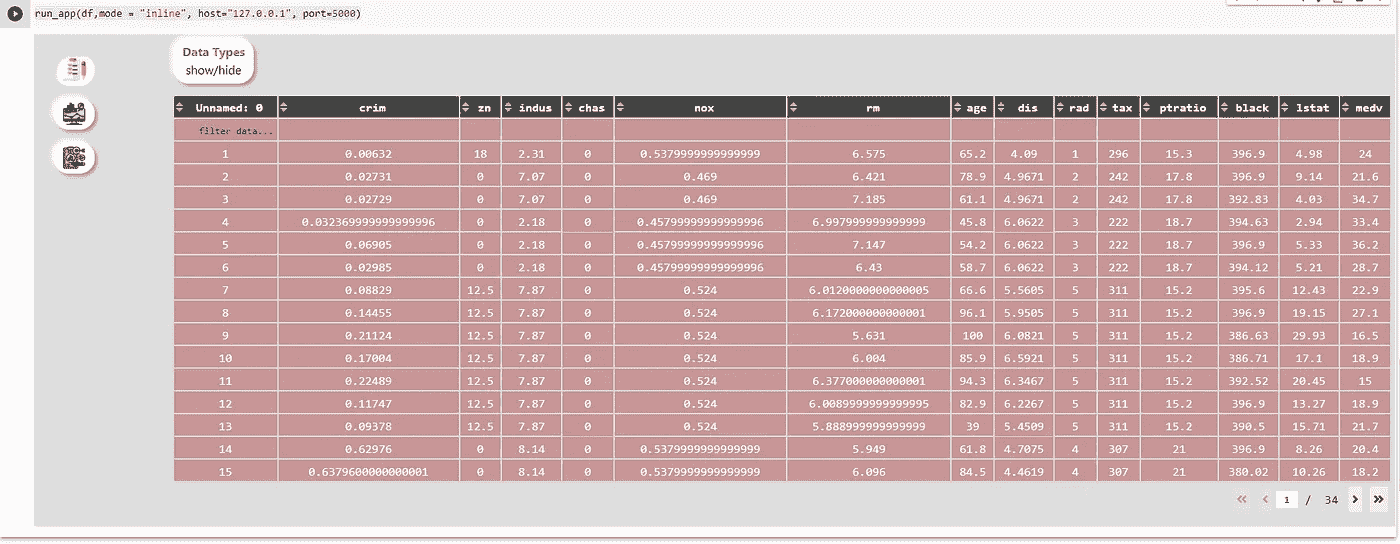 run_app(df,mode = "inline", host="127.0.0.1", port=5000)
Data Types
show/hide
Unnamed: 0 crim zn indus chas nox rm age dis rad tax ptratio black lstat medv
filter data...
1 0.00632 18 2.31 0 0.5379999999999999 6.575 65.2 4.09 1 296 15.3 396.9 4.98 24
2 0.02731 0 7.07 0 0.469 6.421 78.9 4.9671 2 242 17.8 396.9 9.14 21.6
3 0.02729 0 7.07 0 0.469 7.185 61.1 4.9671 2 242 17.8 392.83 4.03 34.7
4 0.032369999999999996 0 2.18 0 0.45799999999999996 6.997999999999999 45.8 6.0622 3 222 18.7 394.63 2.94 33.4
5 0.06905 0 2.18 0 0.45799999999999996 7.147 54.2 6.0622 3 222 18.7 396.9 5.33 36.2
6 0.02985 0 2.18 0 0.45799999999999996 6.43 58.7 6.0622 3 222 18.7 394.12 5.21 28.7
7 0.08829 12.5 7.87 0 0.524 6.0120000000000005 66.6 5.5605 5 311 15.2 395.6 12.43 22.9
8 0.14455 12.5 7.87 0 0.524 6.172000000000001 96.1 5.9505 5 311 15.2 396.9 19.15 27.1
9 0.21124 12.5 7.87 0 0.524 5.631 100 6.0821 5 311 15.2 386.63 29.93 16.5
10 0.17004 12.5 7.87 0 0.524 6.004 85.9 6.5921 5 311 15.2 386.71 17.1 18.9
11 0.22489 12.5 7.87 0 0.524 6.377000000000001 94.3 6.3467 5 311 15.2 392.52 20.45 15
12 0.11747 12.5 7.87 0 0.524 6.0089999999999995 82.9 6.2267 5 311 15.2 396.9 13.27 18.9
13 0.09378 12.5 7.87 0 0.524 5.888999999999999 39 5.4509 5 311 15.2 390.5 15.71 21.7
14 0.62976 0 8.14 0 0.5379999999999999 5.949 61.8 4.7075 4 307 21 396.9 8.26 20.4
15 0.6379600000000001 0 8.14 0 0.5379999999999999 6.096 84.5 4.4619 4 307 21 380.02 10.26 18.2
1 / 34